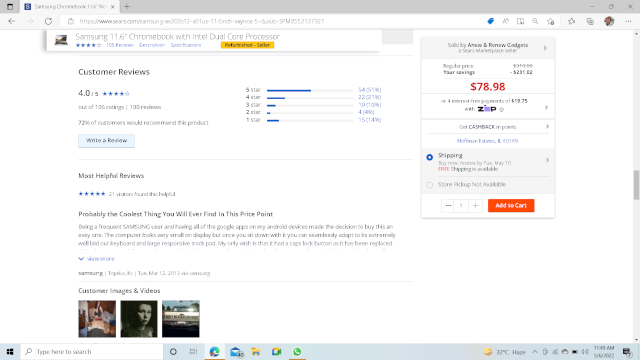 Samsung Chromebook 11.6" No
https://www.sears.com/samsung-xe303c12-a01us-11-6-inch-exynos-5-dual/p-SPM8553127927
Samsung 11.6" Chromebook with Intel Dual Core Processor
105 Reviews Description Specifications Refurbished - Seller
Customer Reviews
4.0 / 5
out of 105 ratings | 100 reviews
72% of customers would recommend this product
Write a Review
5 star 54 (51%)
4 star 22 (21%)
3 star 10 (10%)
2 star 4 (4%)
1 star 15 (14%)
Most Helpful Reviews
21 visitors found this helpful
Probably the Coolest Thing You Will Ever Find In This Price Point
Being a frequent SAMSUNG user and having all of the google apps on my android devices made the decision to buy this an
easy one. The computer looks very small on display but once you sit down with it you can seamlessly adapt to its extremely
well laid out keyboard and large responsive track pad. My only wish is that it had a caps lock button as it has been replaced
view more
samsung | Topeka, Ks | Tue, Mar 12, 2013 via samsung
Customer Images & Videos
Sold by Anew & Renew Gadgets
a Sears Marketplace seller
Regular price $310.00
Your savings - $231.02
$78.98
or 4 interest-free payments of $19.75
with ZIP
Get CASHBACK in points
Hoffman Estates, IL 60169
Shipping
Buy now, receive by Tue, May 10
FREE Shipping is available
Store Pickup Not Available
1
Add to Cart
Type here to search
32°C Haze
11:49 AM
5/6/2022